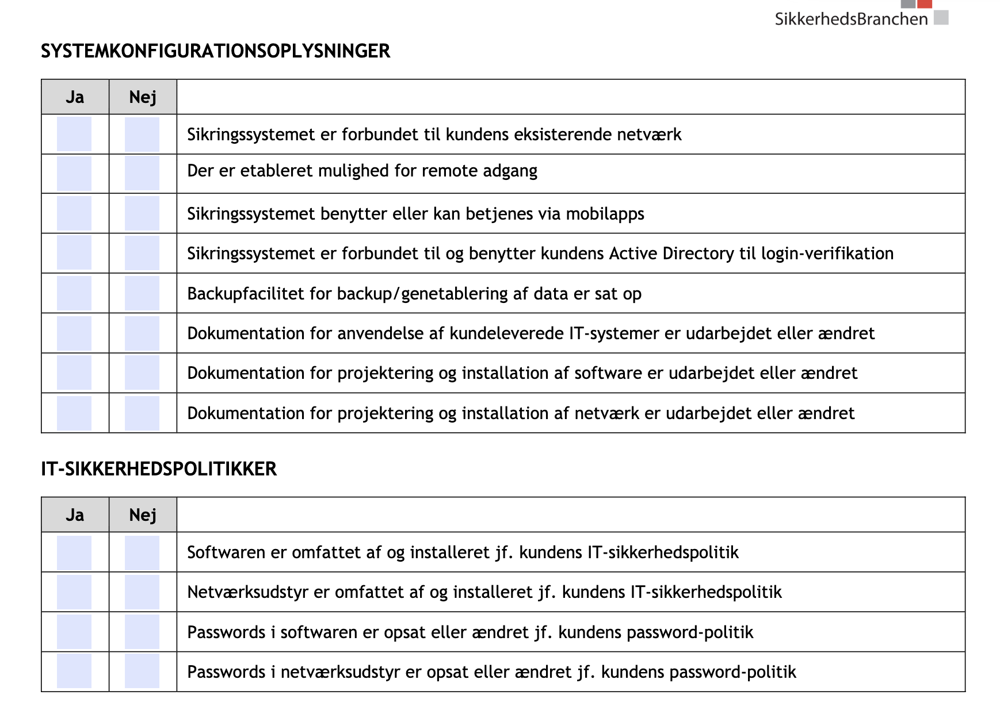 SikkerhedsBranchen
SYSTEMKONFIGURATIONSOPLYSNINGER
Ja Nej
Sikringssystemet er forbundet til kundens eksisterende netværk
Der er etableret mulighed for remote adgang
Sikringssystemet benytter eller kan betjenes via mobilapps
Sikringssystemet er forbundet til og benytter kundens Active Directory til login-verifikation
Backupfacilitet for backup/genetablering af data er sat op
Dokumentation for anvendelse af kundeleverede IT-systemer er udarbejdet eller ændret
Dokumentation for projektering og installation af software er udarbejdet eller ændret
Dokumentation for projektering og installation af netværk er udarbejdet eller ændret
IT-SIKKERHEDSPOLITIKKER
Ja Nej
Softwaren er omfattet af og installeret jf. kundens IT-sikkerhedspolitik
Netværksudstyr er omfattet af og installeret jf. kundens IT-sikkerhedspolitik
Passwords i softwaren er opsat eller ændret jf. kundens password-politik
Passwords i netværksudstyr er opsat eller ændret jf. kundens password-politik